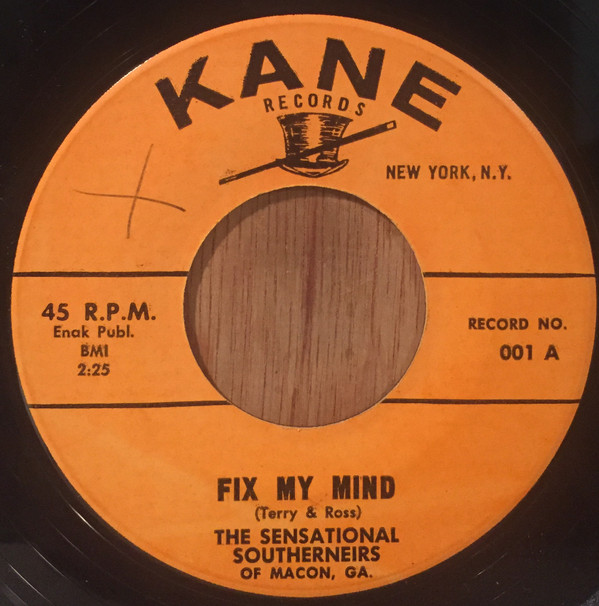 KANE
RECORDS
NEW YORK, N.Y.
45 R.P.M.
Enak Publ.
BMI
2:25
RECORD NO.
001 A
FIX MY MIND
(Terry & Ross)
THE SENSATIONAL
SOUTHERNEIRS
OF MACON, GA.